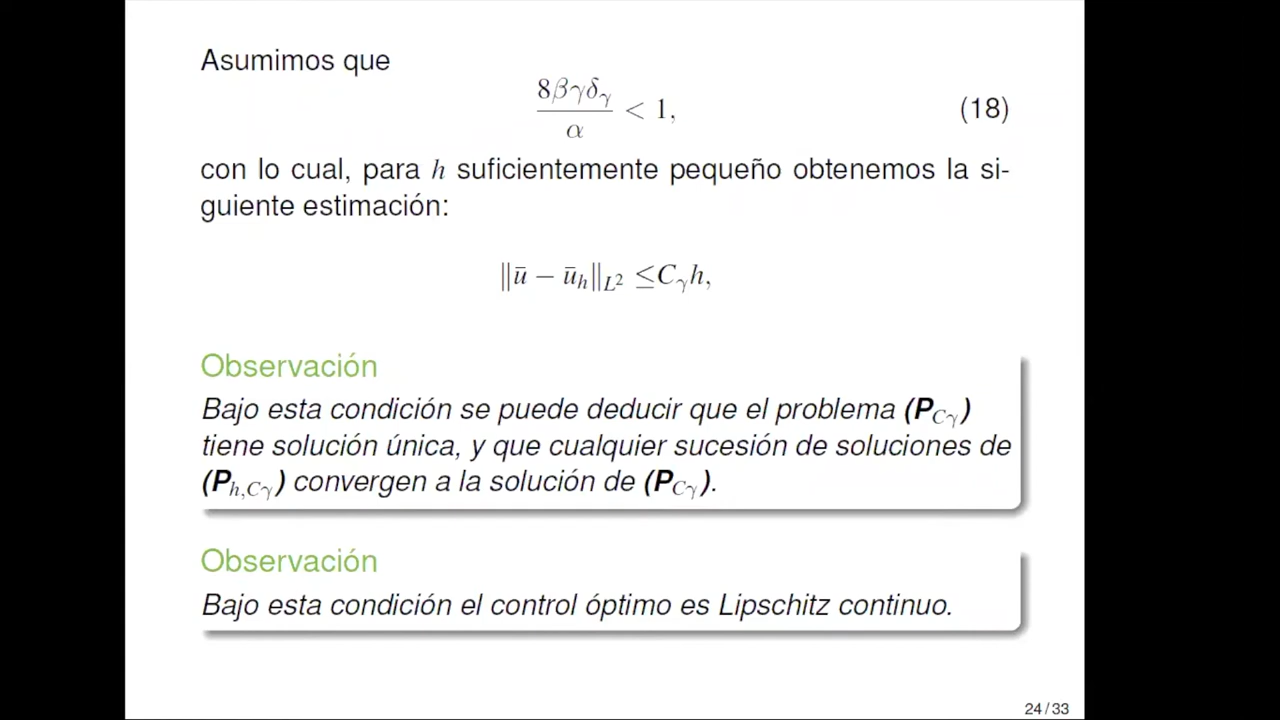 Asumimos que
8βγδ_γ / α < 1, (18)
con lo cual, para h suficientemente pequeño obtenemos la si-
guiente estimación:
‖ū − ū_h‖_{L²} ≤ C_γ h,
Observación
Bajo esta condición se puede deducir que el problema (P_{Cγ})
tiene solución única, y que cualquier sucesión de soluciones de
(P_{h,Cγ}) convergen a la solución de (P_{Cγ}).
Observación
Bajo esta condición el control óptimo es Lipschitz continuo.
24 / 33